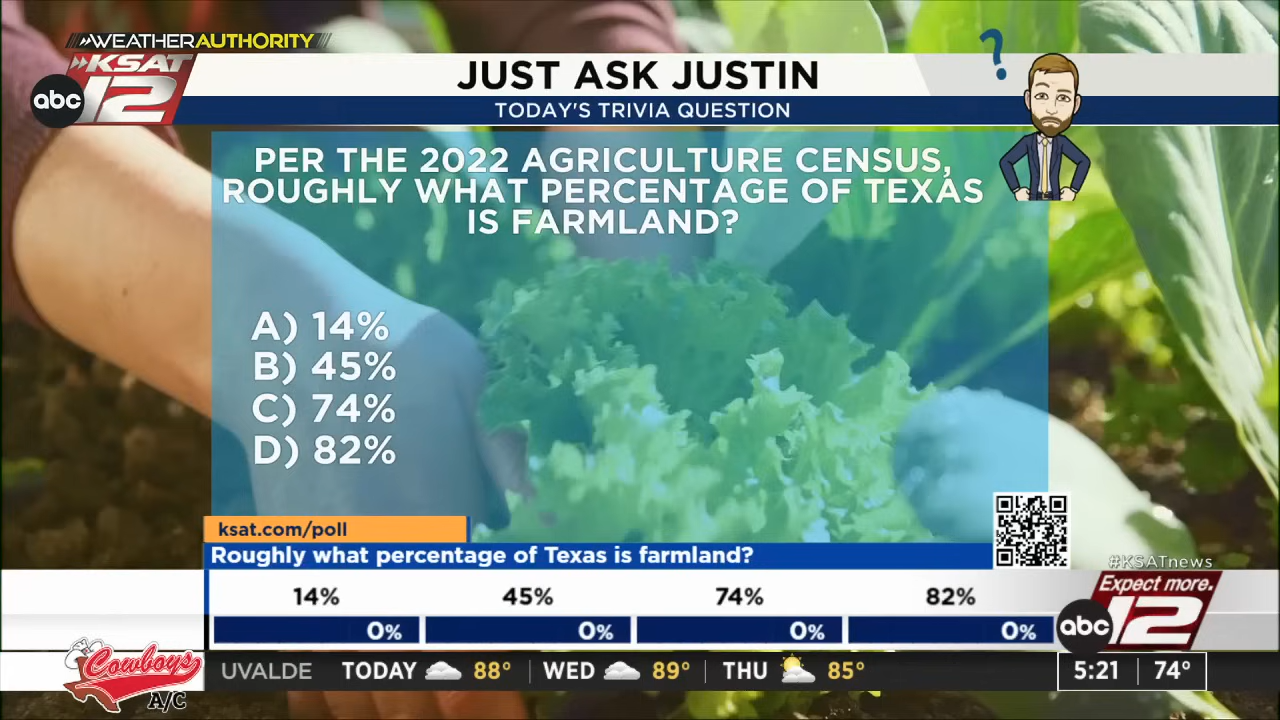 WEATHERAUTHORITY
KSAT
abc 12
JUST ASK JUSTIN
?
TODAY'S TRIVIA QUESTION
PER THE 2022 AGRICULTURE CENSUS,
ROUGHLY WHAT PERCENTAGE OF TEXAS
IS FARMLAND?
A) 14%
B) 45%
C) 74%
D) 82%
ksat.com/poll
Roughly what percentage of Texas is farmland?
14% 45% 74% 82%
0% 0% 0% 0%
#KSATnews
Expect more.
abc 12
Cowboys
A/C
UVALDE TODAY 88° WED 89° THU 85°
5:21 74°